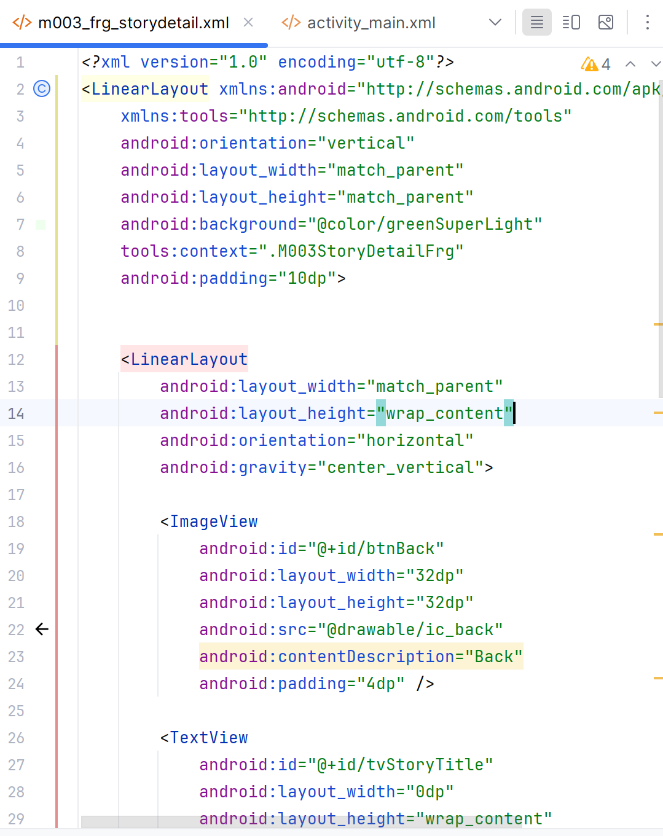 m003_frg_storydetail.xml
activity_main.xml
4
1 <?xml version="1.0" encoding="utf-8"?>
2 <LinearLayout xmlns:android="http://schemas.android.com/apk
3 xmlns:tools="http://schemas.android.com/tools"
4 android:orientation="vertical"
5 android:layout_width="match_parent"
6 android:layout_height="match_parent"
7 android:background="@color/greenSuperLight"
8 tools:context=".M003StoryDetailFrg"
9 android:padding="10dp">
10
11
12 <LinearLayout
13 android:layout_width="match_parent"
14 android:layout_height="wrap_content"
15 android:orientation="horizontal"
16 android:gravity="center_vertical">
17
18 <ImageView
19 android:id="@+id/btnBack"
20 android:layout_width="32dp"
21 android:layout_height="32dp"
22 android:src="@drawable/ic_back"
23 android:contentDescription="Back"
24 android:padding="4dp" />
25
26 <TextView
27 android:id="@+id/tvStoryTitle"
28 android:layout_width="0dp"
29 android:layout_height="wrap_content"